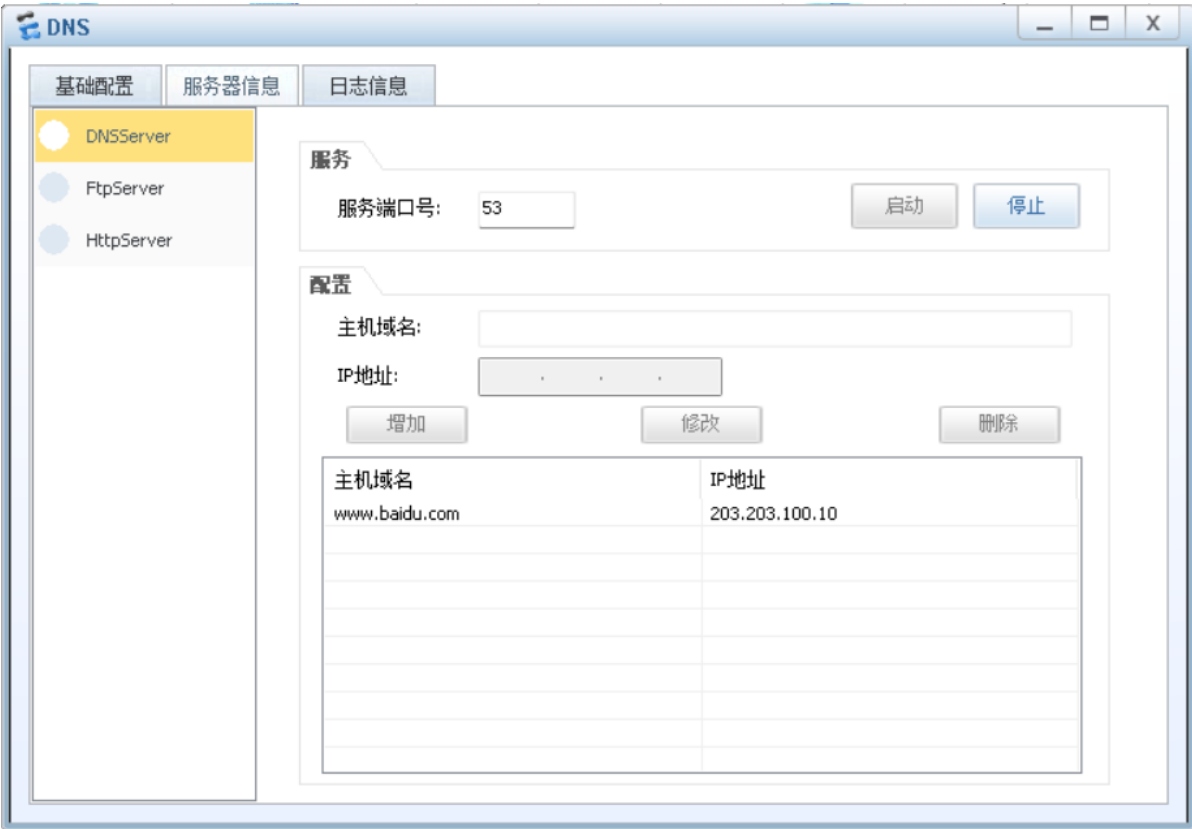 DNS
基础配置 服务器信息 日志信息
DNSServer
FtpServer
HttpServer
服务
服务端口号: 53 启动 停止
配置
主机域名:
IP地址: . . .
增加 修改 删除
主机域名 IP地址
www.baidu.com 203.203.100.10